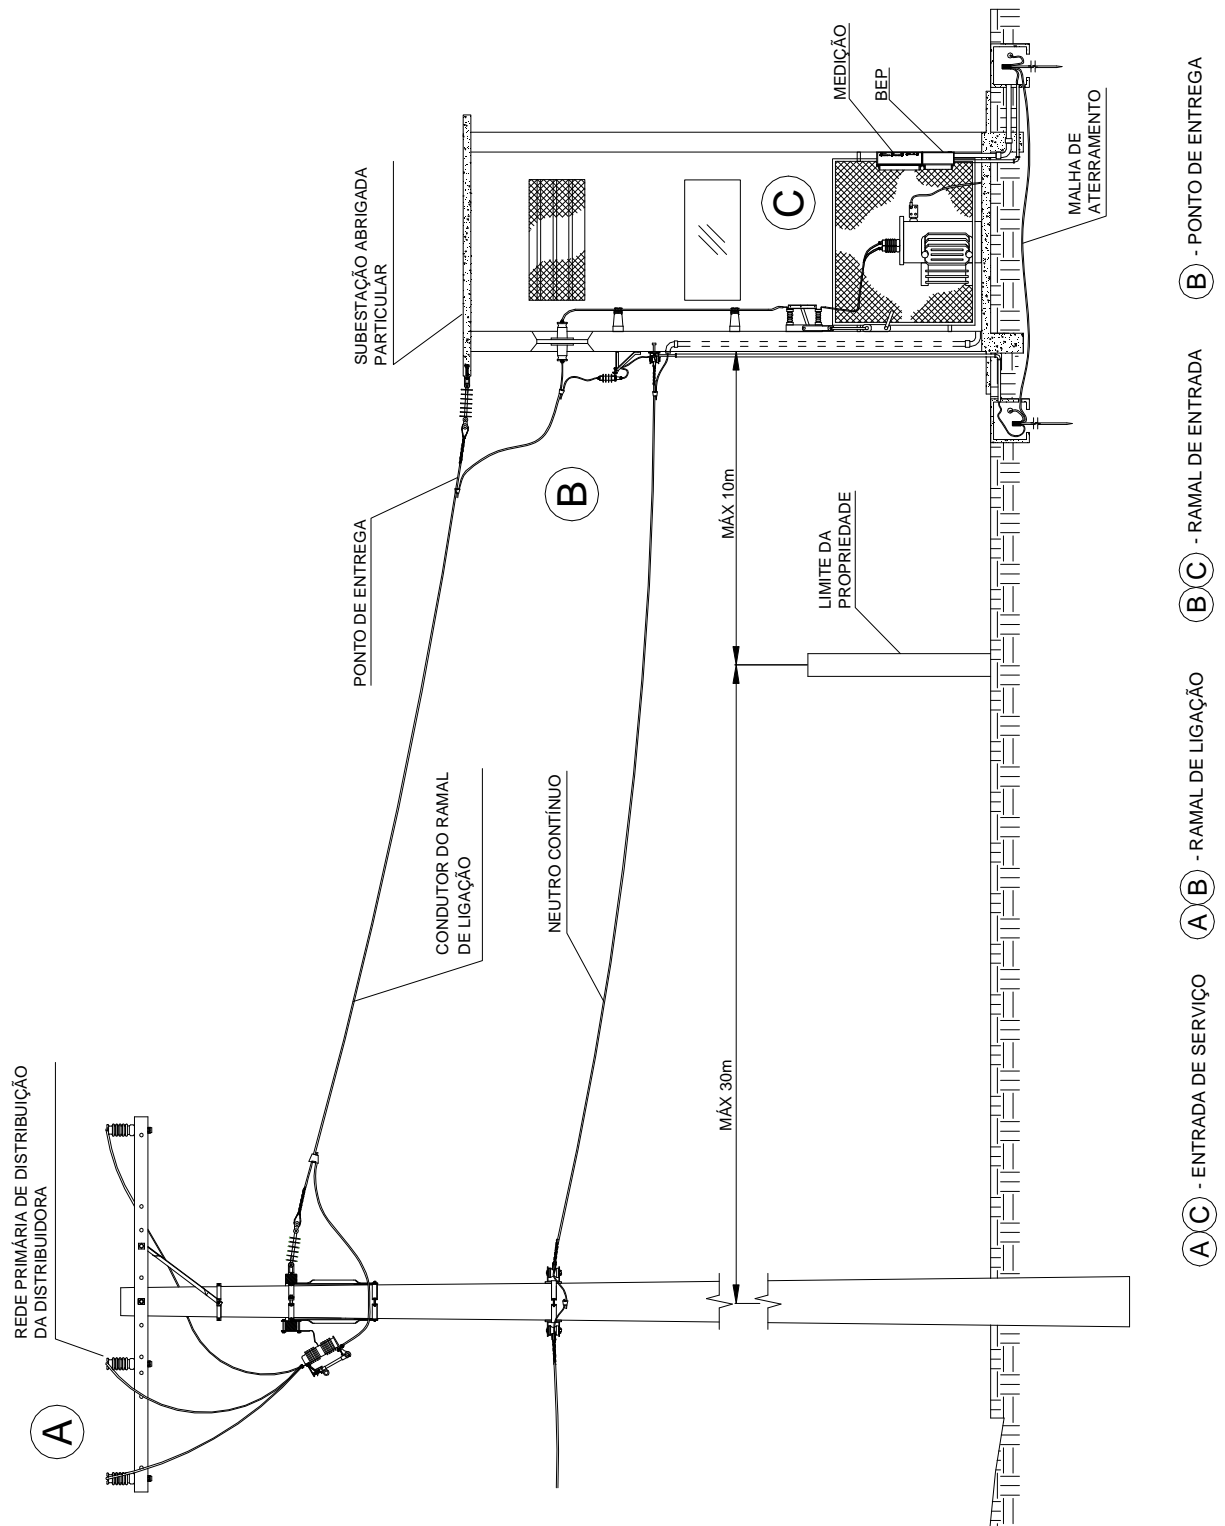 REDE PRIMÁRIA DE DISTRIBUIÇÃO
DA DISTRIBUIDORA
A
CONDUTOR DO RAMAL
DE LIGAÇÃO
NEUTRO CONTÍNUO
PONTO DE ENTREGA
B
SUBESTAÇÃO ABRIGADA
PARTICULAR
C
MEDIÇÃO
BEP
MALHA DE
ATERRAMENTO
LIMITE DA
PROPRIEDADE
MÁX 30m
MÁX 10m
A C - ENTRADA DE SERVIÇO
A B - RAMAL DE LIGAÇÃO
B C - RAMAL DE ENTRADA
B - PONTO DE ENTREGA